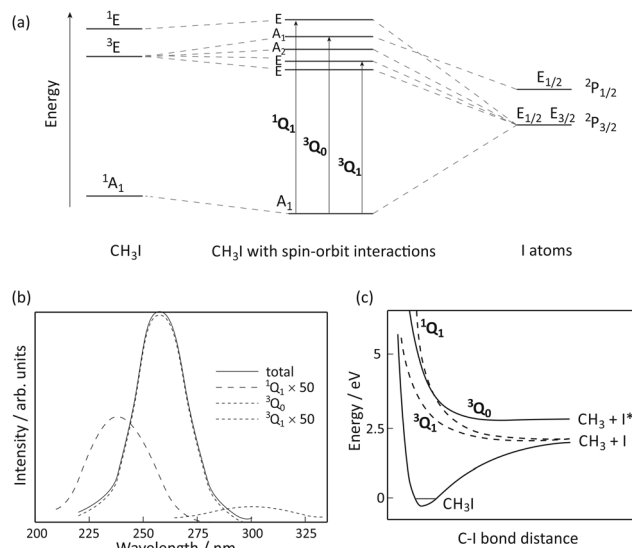 (a)
Energy
¹E
³E
¹A₁
E
A₁
A₂
E
E
A₁
¹Q₁
³Q₀
³Q₁
E₁/₂
²P₁/₂
E₁/₂ E₃/₂
²P₃/₂
CH₃I
CH₃I with spin-orbit interactions
I atoms
(b)
Intensity / arb. units
total
¹Q₁ × 50
³Q₀
³Q₁ × 50
200 225 250 275 300 325
Wavelength / nm
(c)
Energy / eV
5
2.5
0
¹Q₁
³Q₀
³Q₁
CH₃ + I*
CH₃ + I
CH₃I
C-I bond distance